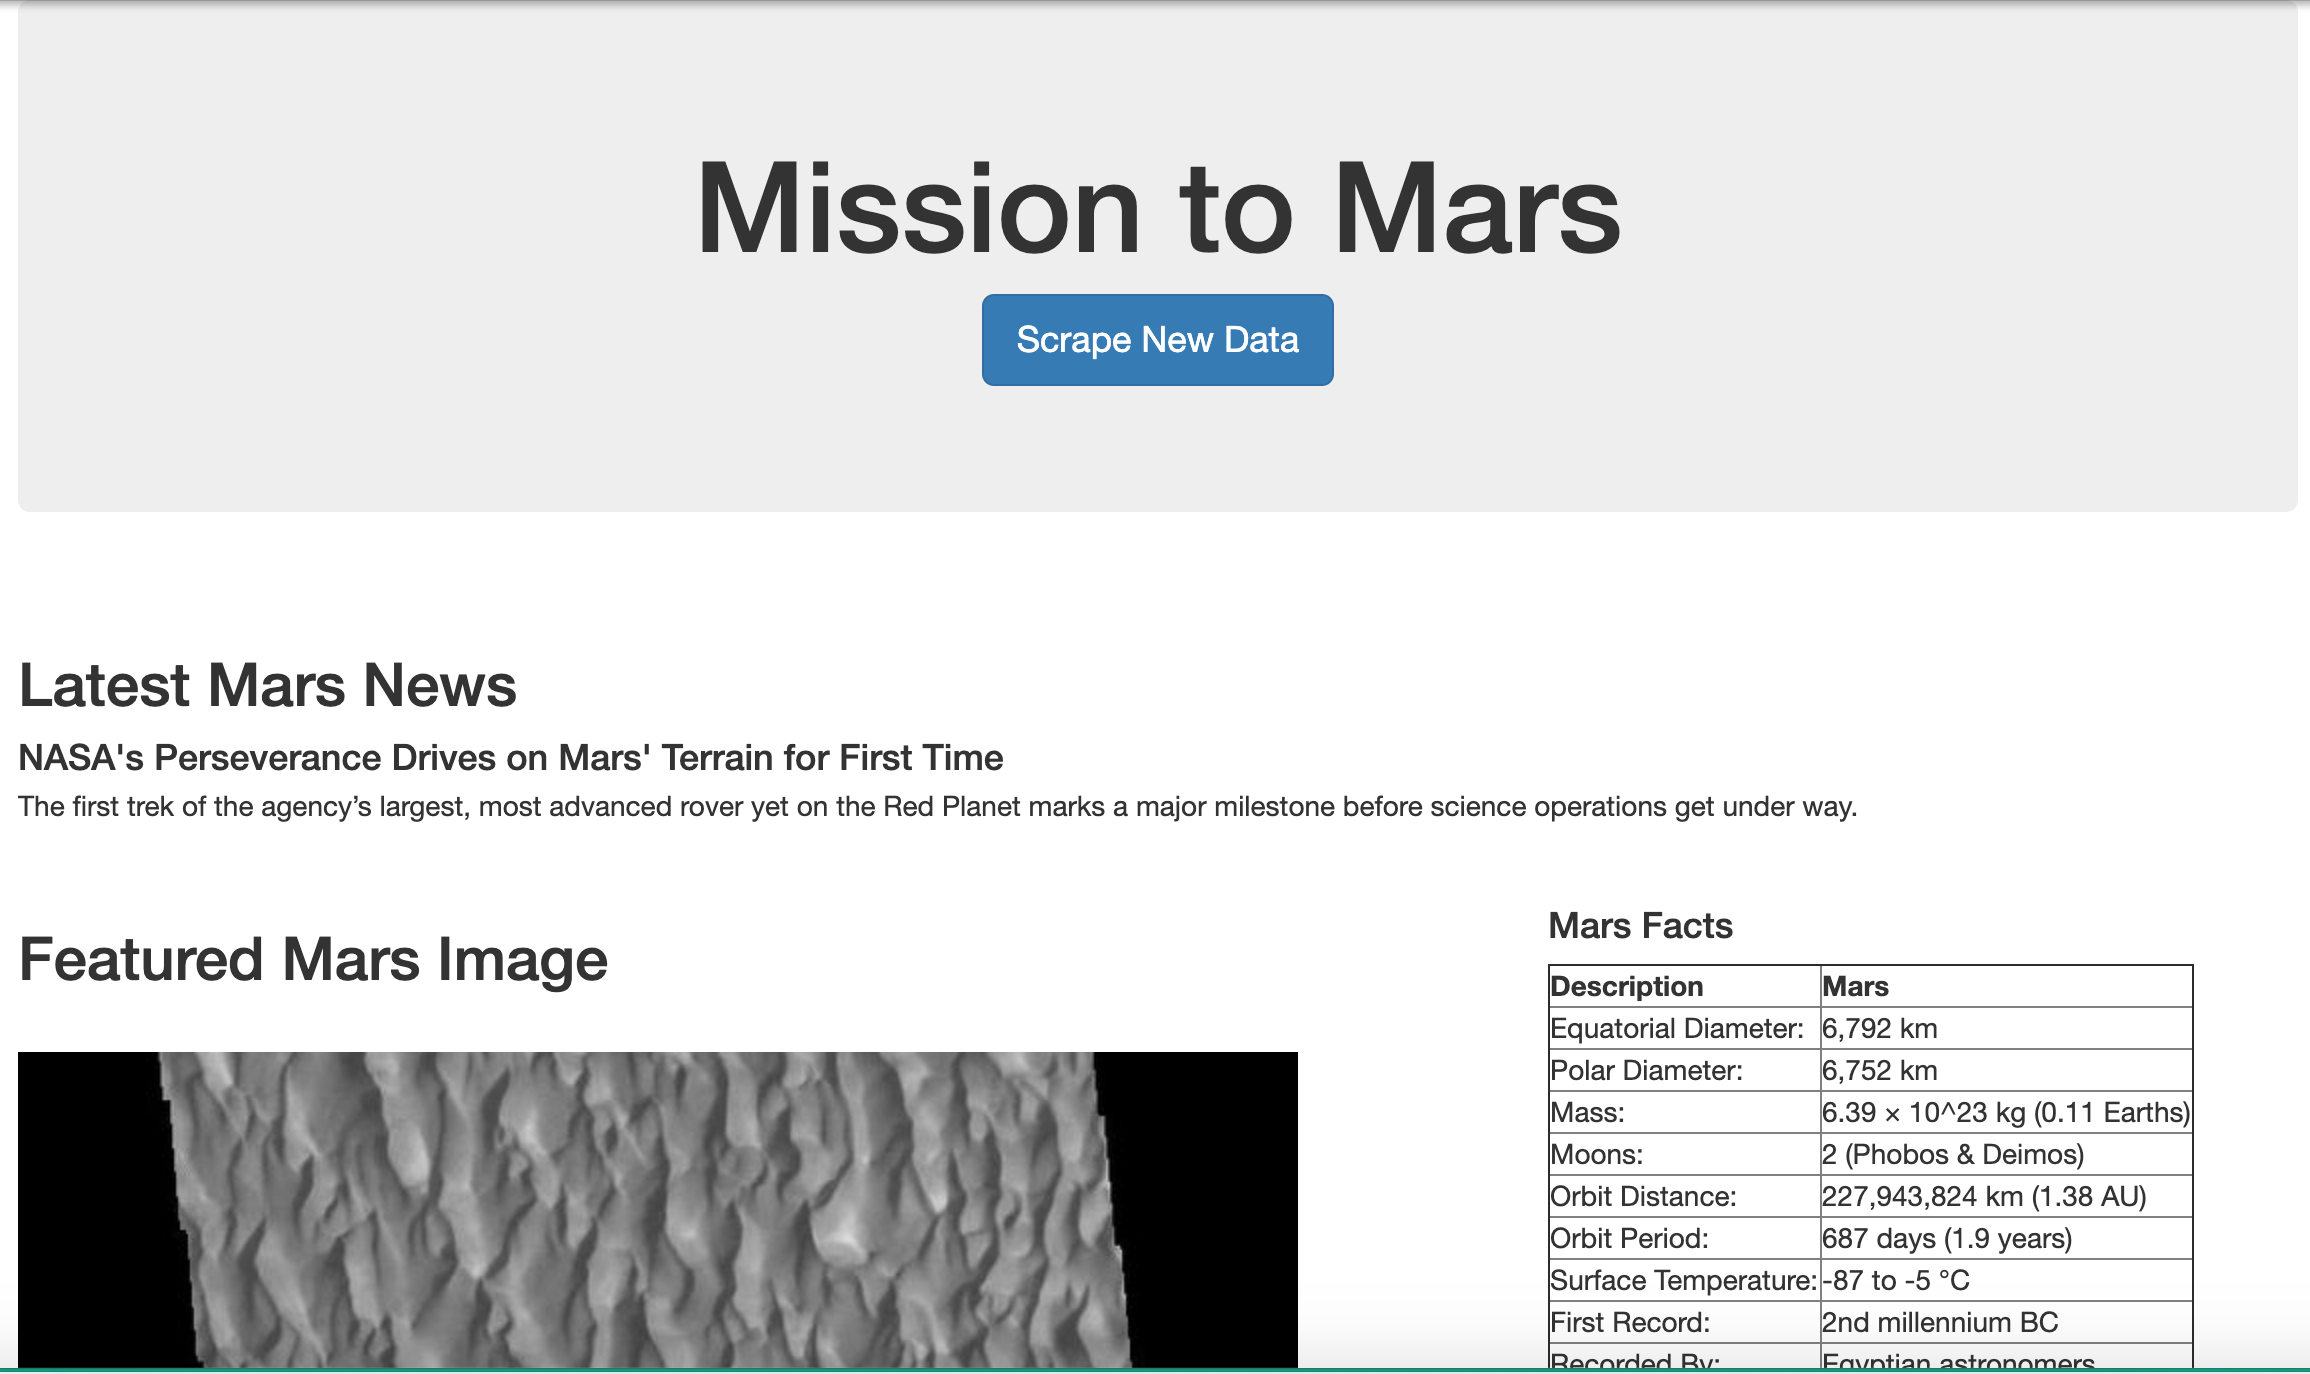 Mission to Mars
Scrape New Data
Latest Mars News
NASA's Perseverance Drives on Mars' Terrain for First Time
The first trek of the agency’s largest, most advanced rover yet on the Red Planet marks a major milestone before science operations get under way.
Featured Mars Image
Mars Facts
Description Mars
Equatorial Diameter: 6,792 km
Polar Diameter: 6,752 km
Mass: 6.39 × 10^23 kg (0.11 Earths)
Moons: 2 (Phobos & Deimos)
Orbit Distance: 227,943,824 km (1.38 AU)
Orbit Period: 687 days (1.9 years)
Surface Temperature: -87 to -5 °C
First Record: 2nd millennium BC
Recorded By: Egyptian astronomers